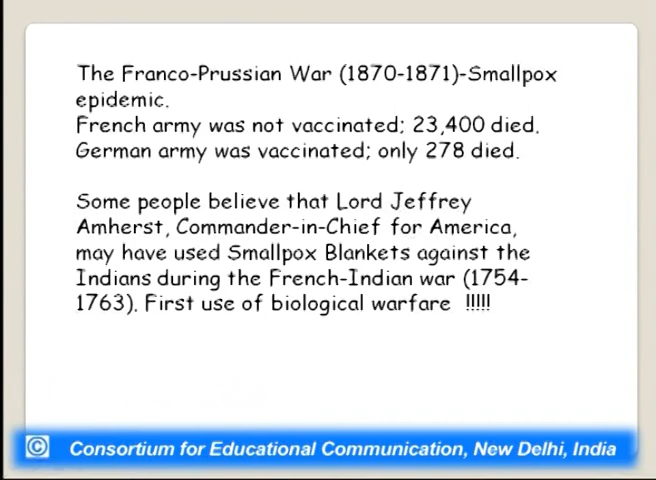 The Franco-Prussian War (1870-1871)-Smallpox
epidemic.
French army was not vaccinated; 23,400 died.
German army was vaccinated; only 278 died.
Some people believe that Lord Jeffrey
Amherst, Commander-in-Chief for America,
may have used Smallpox Blankets against the
Indians during the French-Indian war (1754-
1763). First use of biological warfare !!!!!
© Consortium for Educational Communication, New Delhi, India